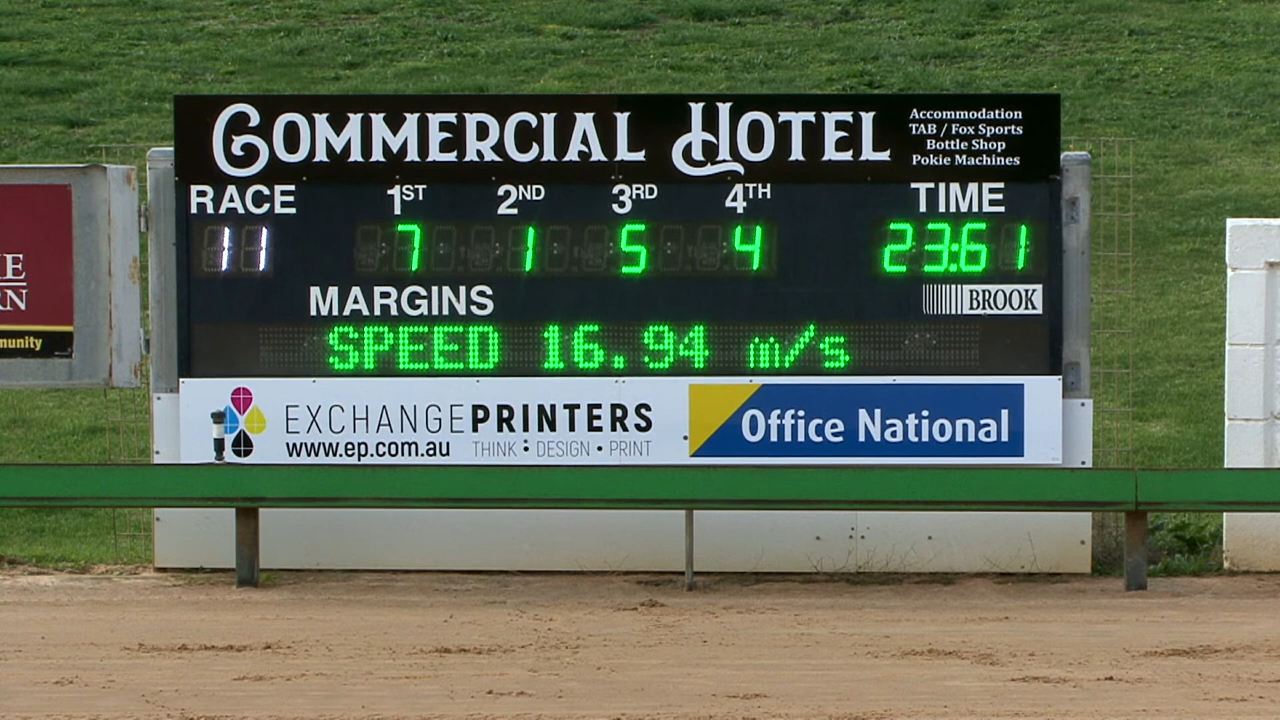 COMMERCIAL HOTEL
Accommodation
TAB / Fox Sports
Bottle Shop
Pokie Machines
RACE 1ST 2ND 3RD 4TH TIME
11 7 1 5 4 23:61
MARGINS
BROOK
SPEED 16.94 m/s
EXCHANGEPRINTERS
www.ep.com.au THINK • DESIGN • PRINT
Office National